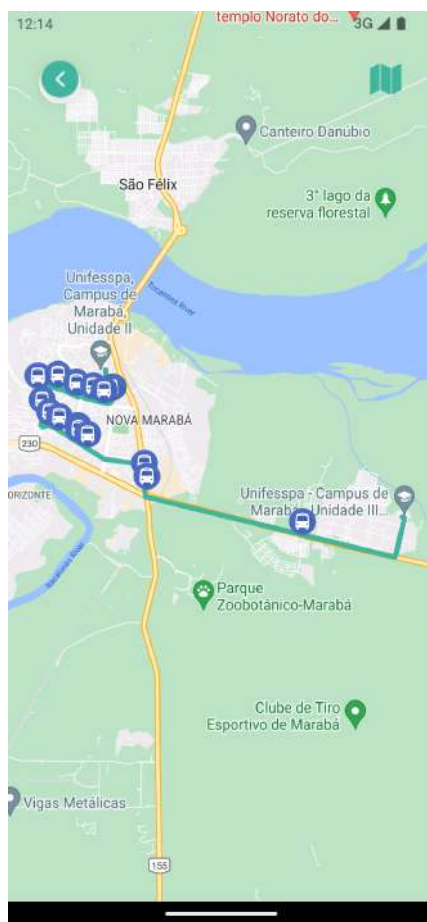 12:14
templo Norato do...
3G
Canteiro Danúbio
São Félix
3° lago da
reserva florestal
Unifesspa,
Campus de
Marabá,
Unidade II
Tocantins River
NOVA MARABÁ
230
ORIZONTE
Unifesspa - Campus de
Marabá - Unidade III...
Itacaiunas River
Parque
Zoobotânico-Marabá
Clube de Tiro
Esportivo de Marabá
Vigas Metálicas
155